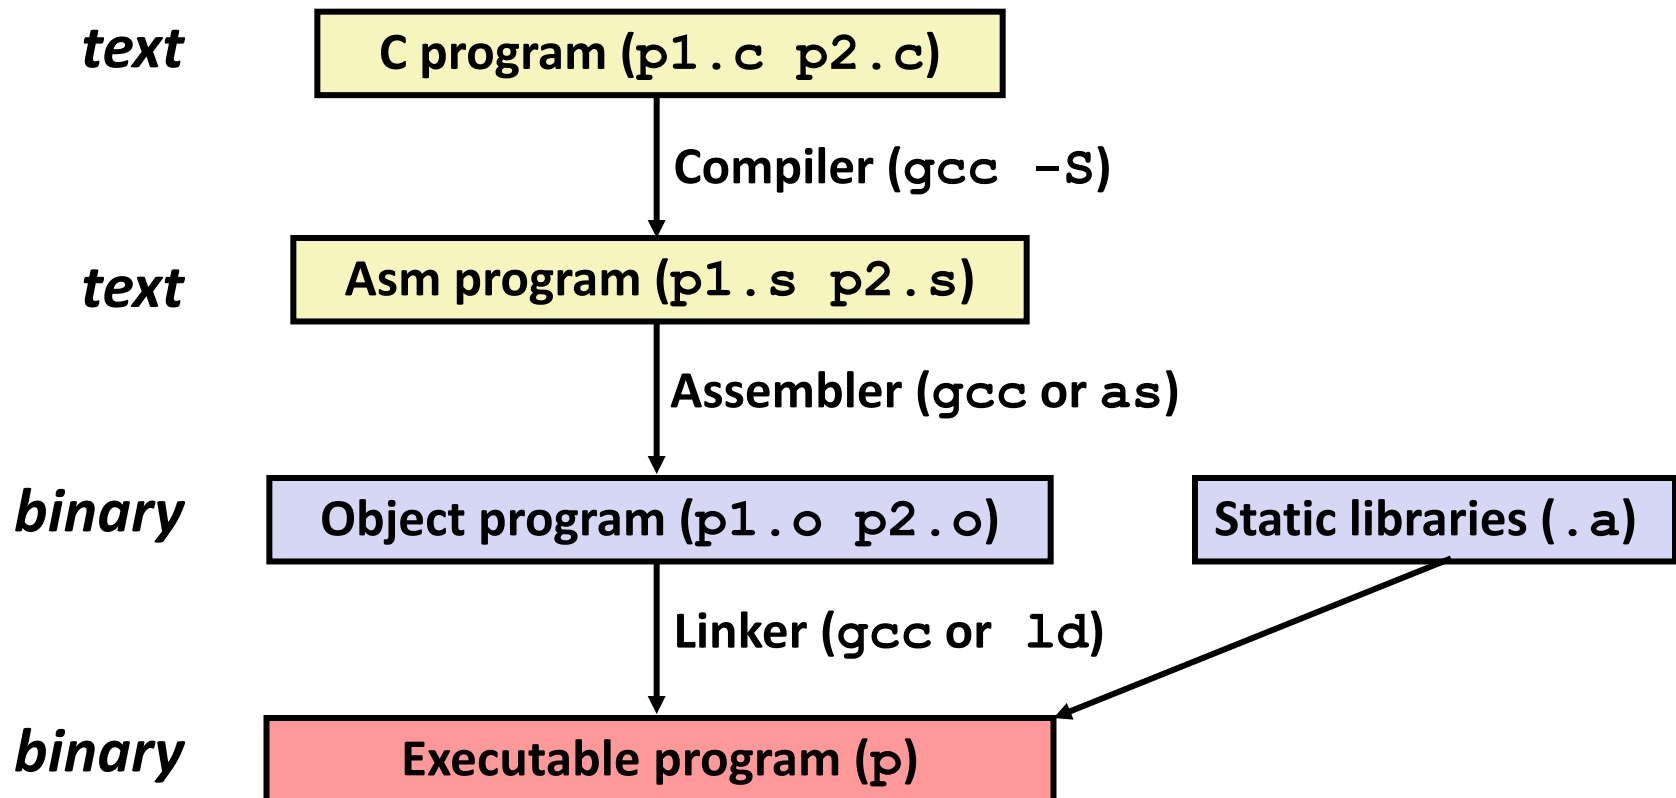 text
C program (p1.c p2.c)
Compiler (gcc -S)
text
Asm program (p1.s p2.s)
Assembler (gcc or as)
binary
Object program (p1.o p2.o)
Static libraries (.a)
Linker (gcc or ld)
binary
Executable program (p)